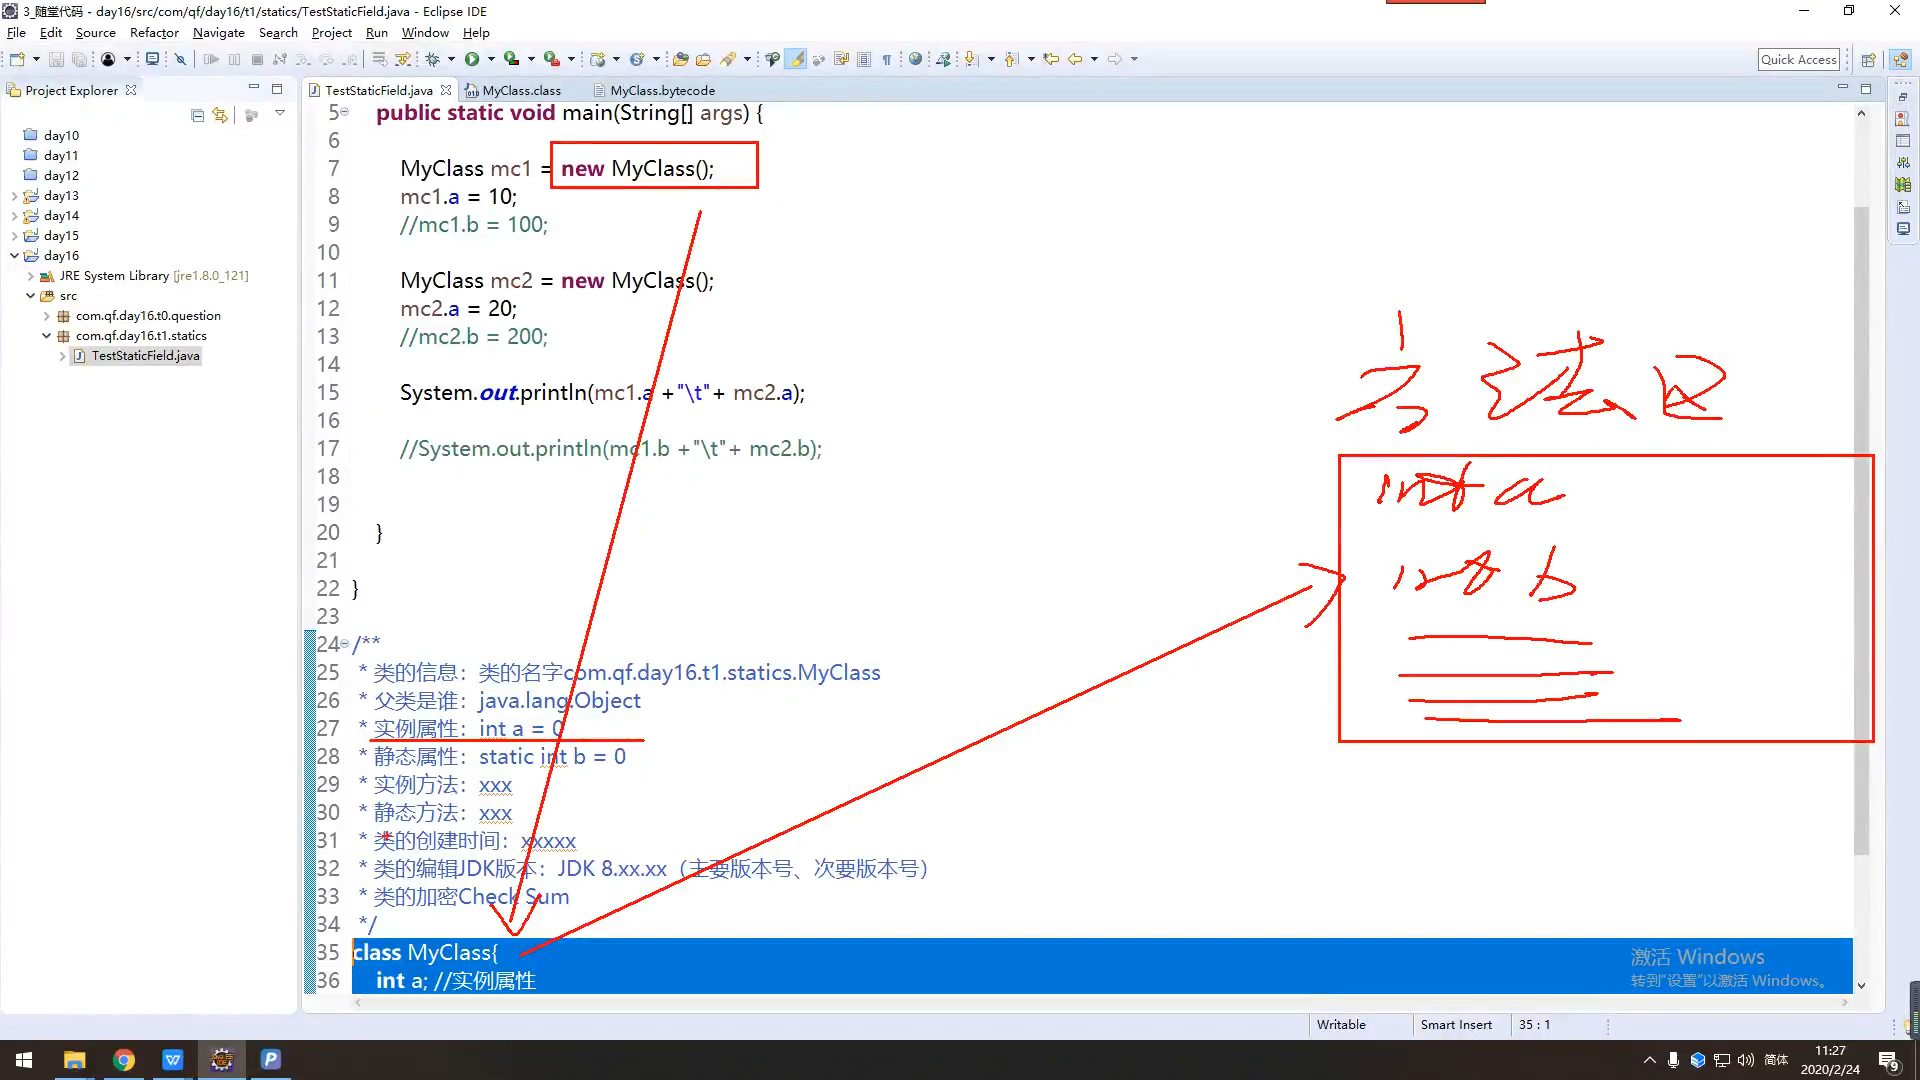 3_随堂代码 - day16/src/com/qf/day16/t1/statics/TestStaticField.java - Eclipse IDE
File Edit Source Refactor Navigate Search Project Run Window Help
Quick Access
Project Explorer
day10
day11
day12
day13
day14
day15
day16
JRE System Library [jre1.8.0_121]
src
com.qf.day16.t0.question
com.qf.day16.t1.statics
TestStaticField.java
TestStaticField.java MyClass.class MyClass.bytecode
5 public static void main(String[] args) {
6
7 MyClass mc1 = new MyClass();
8 mc1.a = 10;
9 //mc1.b = 100;
10
11 MyClass mc2 = new MyClass();
12 mc2.a = 20;
13 //mc2.b = 200;
14
15 System.out.println(mc1.a +"\t"+ mc2.a);
16
17 //System.out.println(mc1.b +"\t"+ mc2.b);
18
19
20 }
21
22 }
23
24 /**
25 * 类的信息：类的名字com.qf.day16.t1.statics.MyClass
26 * 父类是谁：java.lang.Object
27 * 实例属性：int a = 0
28 * 静态属性：static int b = 0
29 * 实例方法：xxx
30 * 静态方法：xxx
31 * 类的创建时间：xxxxx
32 * 类的编辑JDK版本：JDK 8.xx.xx（主要版本号、次要版本号）
33 * 类的加密Check Sum
34 */
35 class MyClass{
36 int a; //实例属性
方法区
int a
int b
激活 Windows
转到"设置"以激活 Windows。
Writable Smart Insert 35 : 1
简体
11:27
2020/2/24
9